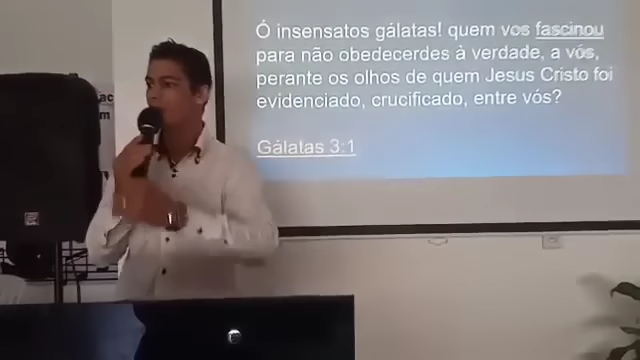 Ó insensatos gálatas! quem vos fascinou
para não obedecerdes à verdade, a vós,
perante os olhos de quem Jesus Cristo foi
evidenciado, crucificado, entre vós?
Gálatas 3:1